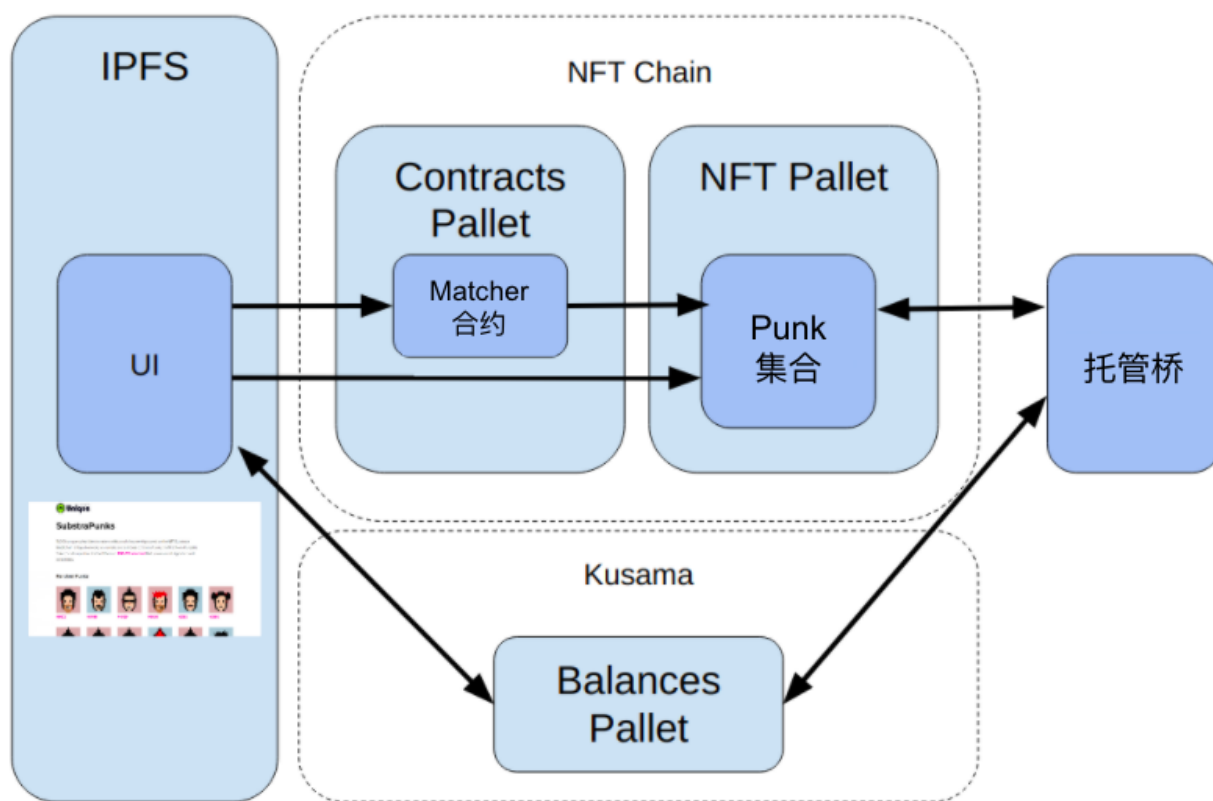 IPFS
NFT Chain
Contracts
Pallet
NFT Pallet
UI
Matcher
合约
Punk
集合
托管桥
Unique
SubstraPunks
Kusama
Balances
Pallet